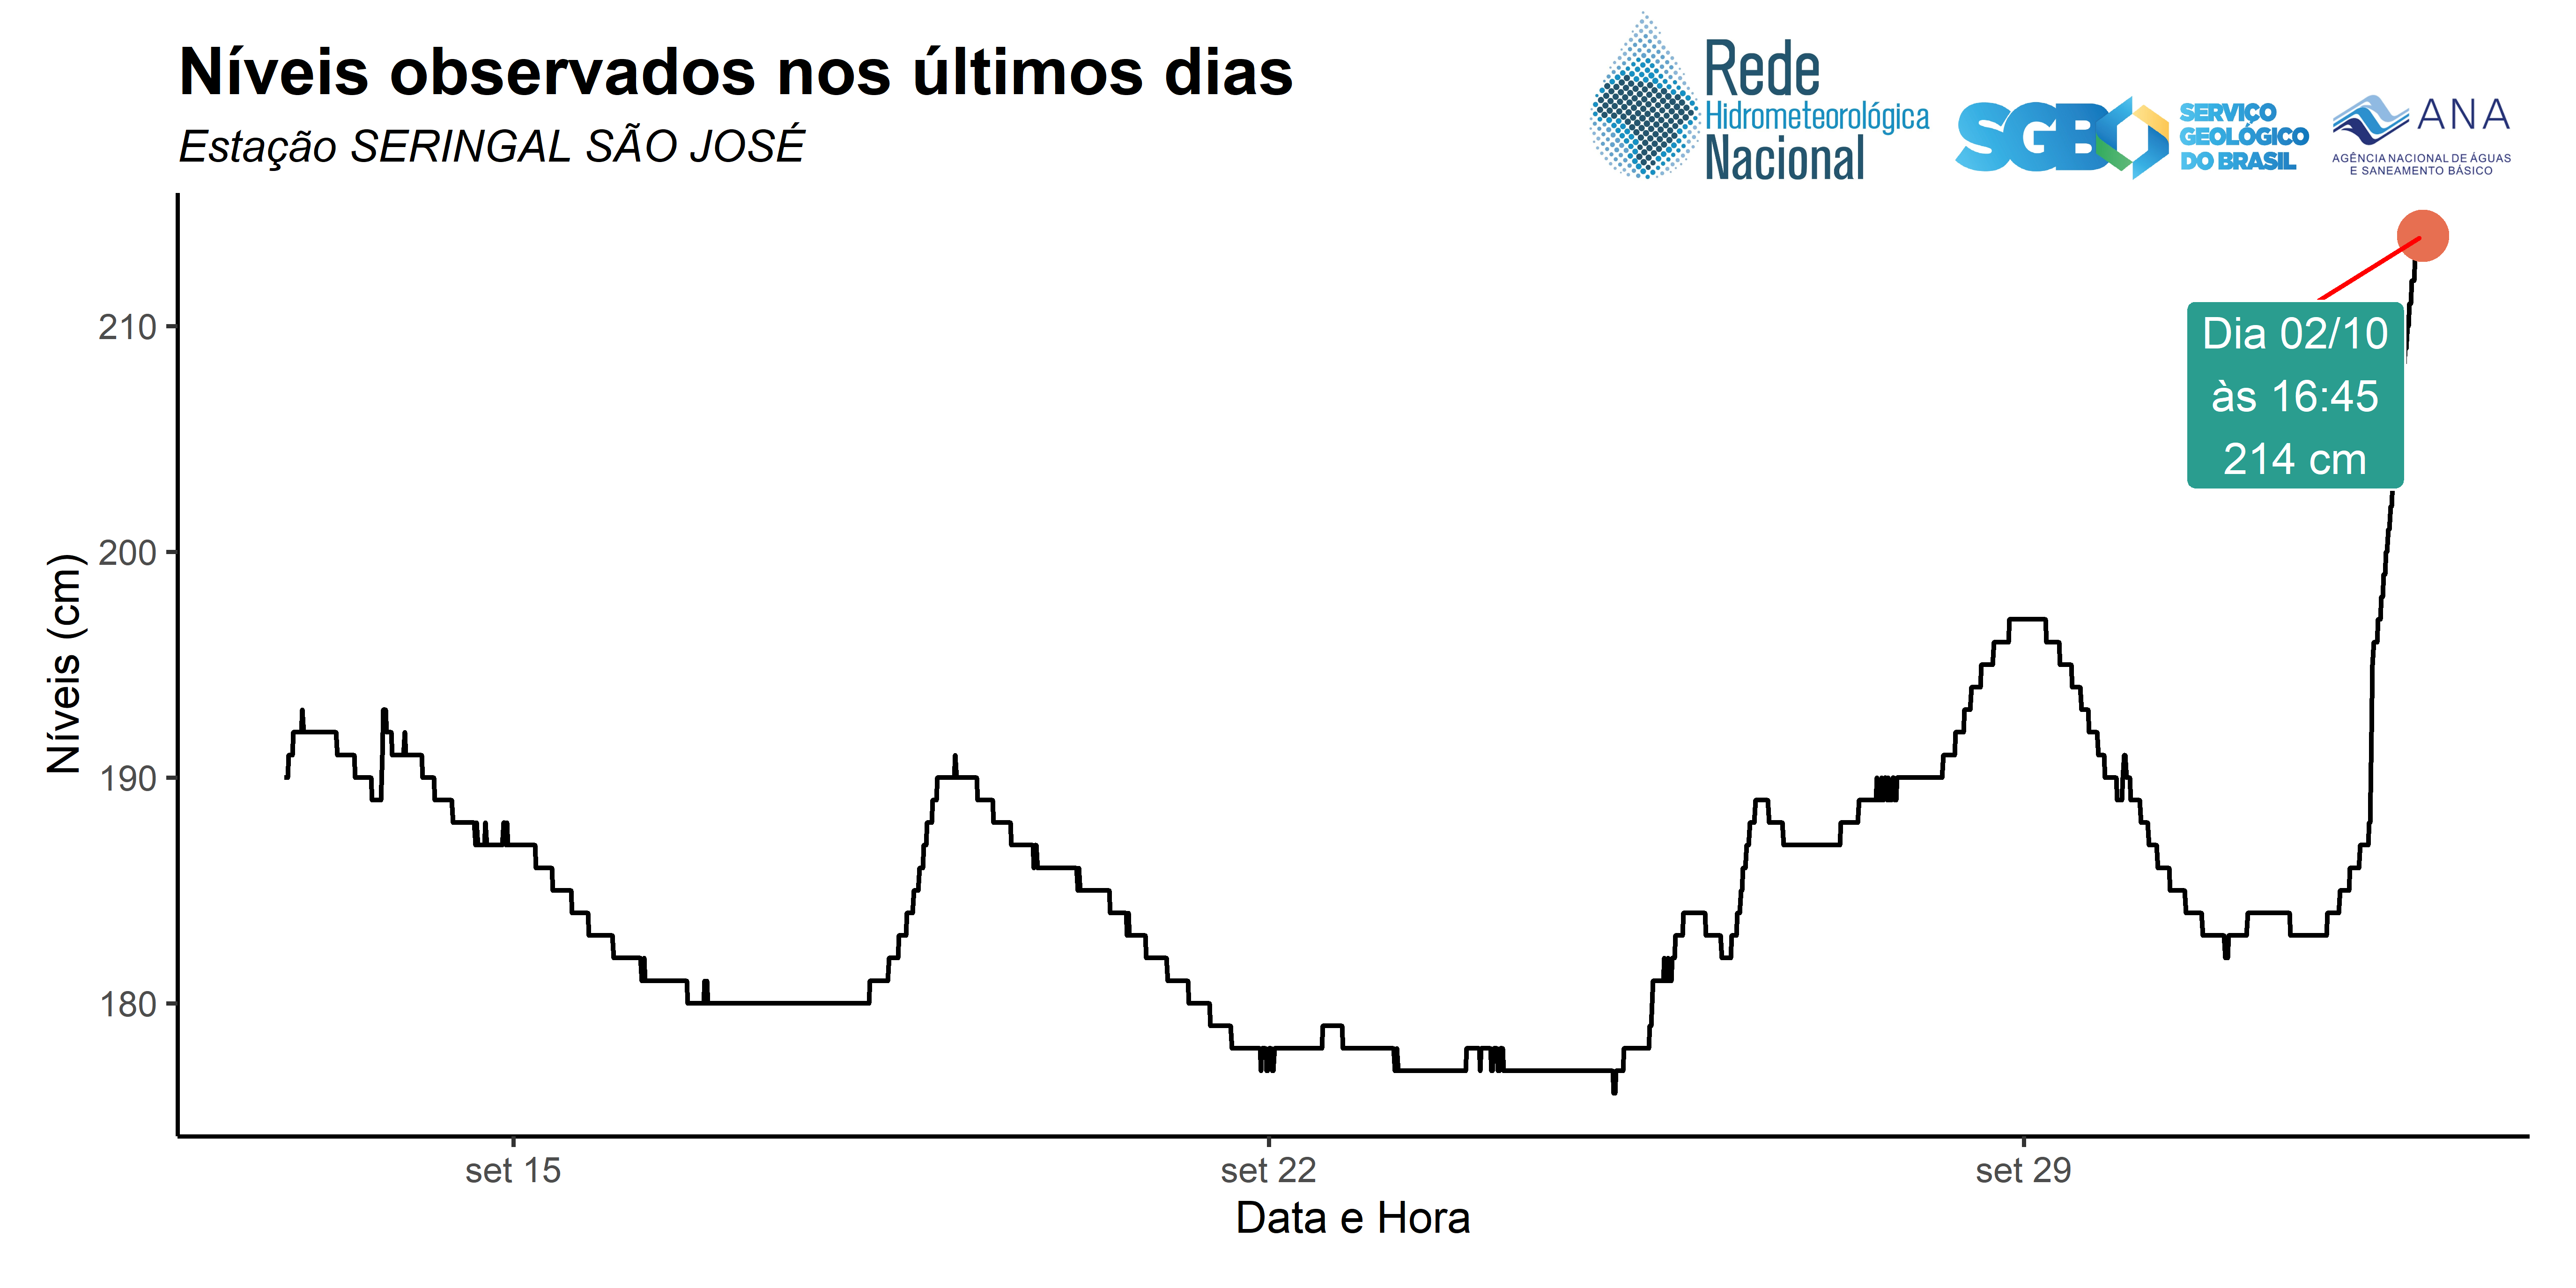 Níveis observados nos últimos dias
Estação SERINGAL SÃO JOSÉ
Rede
Hidrometeorológica
Nacional
SGB
SERVIÇO
GEOLÓGICO
DO BRASIL
ANA
AGÊNCIA NACIONAL DE ÁGUAS
E SANEAMENTO BÁSICO
Níveis (cm)
210
200
190
180
Dia 02/10
às 16:45
214 cm
set 15
set 22
set 29
Data e Hora